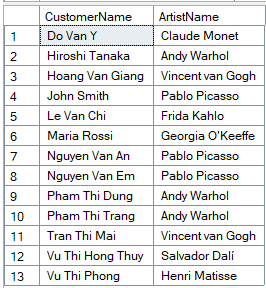 CustomerName ArtistName
1 Do Van Y Claude Monet
2 Hiroshi Tanaka Andy Warhol
3 Hoang Van Giang Vincent van Gogh
4 John Smith Pablo Picasso
5 Le Van Chi Frida Kahlo
6 Maria Rossi Georgia O'Keeffe
7 Nguyen Van An Pablo Picasso
8 Nguyen Van Em Pablo Picasso
9 Pham Thi Dung Andy Warhol
10 Pham Thi Trang Andy Warhol
11 Tran Thi Mai Vincent van Gogh
12 Vu Thi Hong Thuy Salvador Dalí
13 Vu Thi Phong Henri Matisse